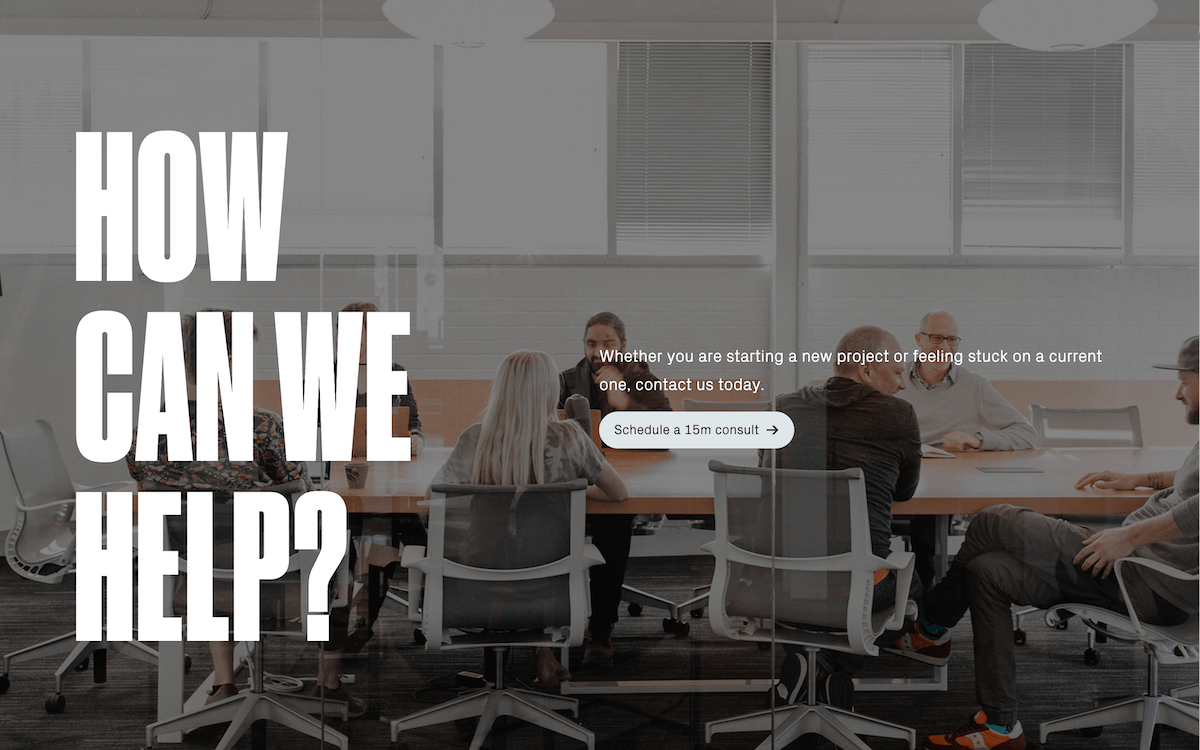 HOW
CAN WE
HELP?
Whether you are starting a new project or feeling stuck on a current
one, contact us today.
Schedule a 15m consult →